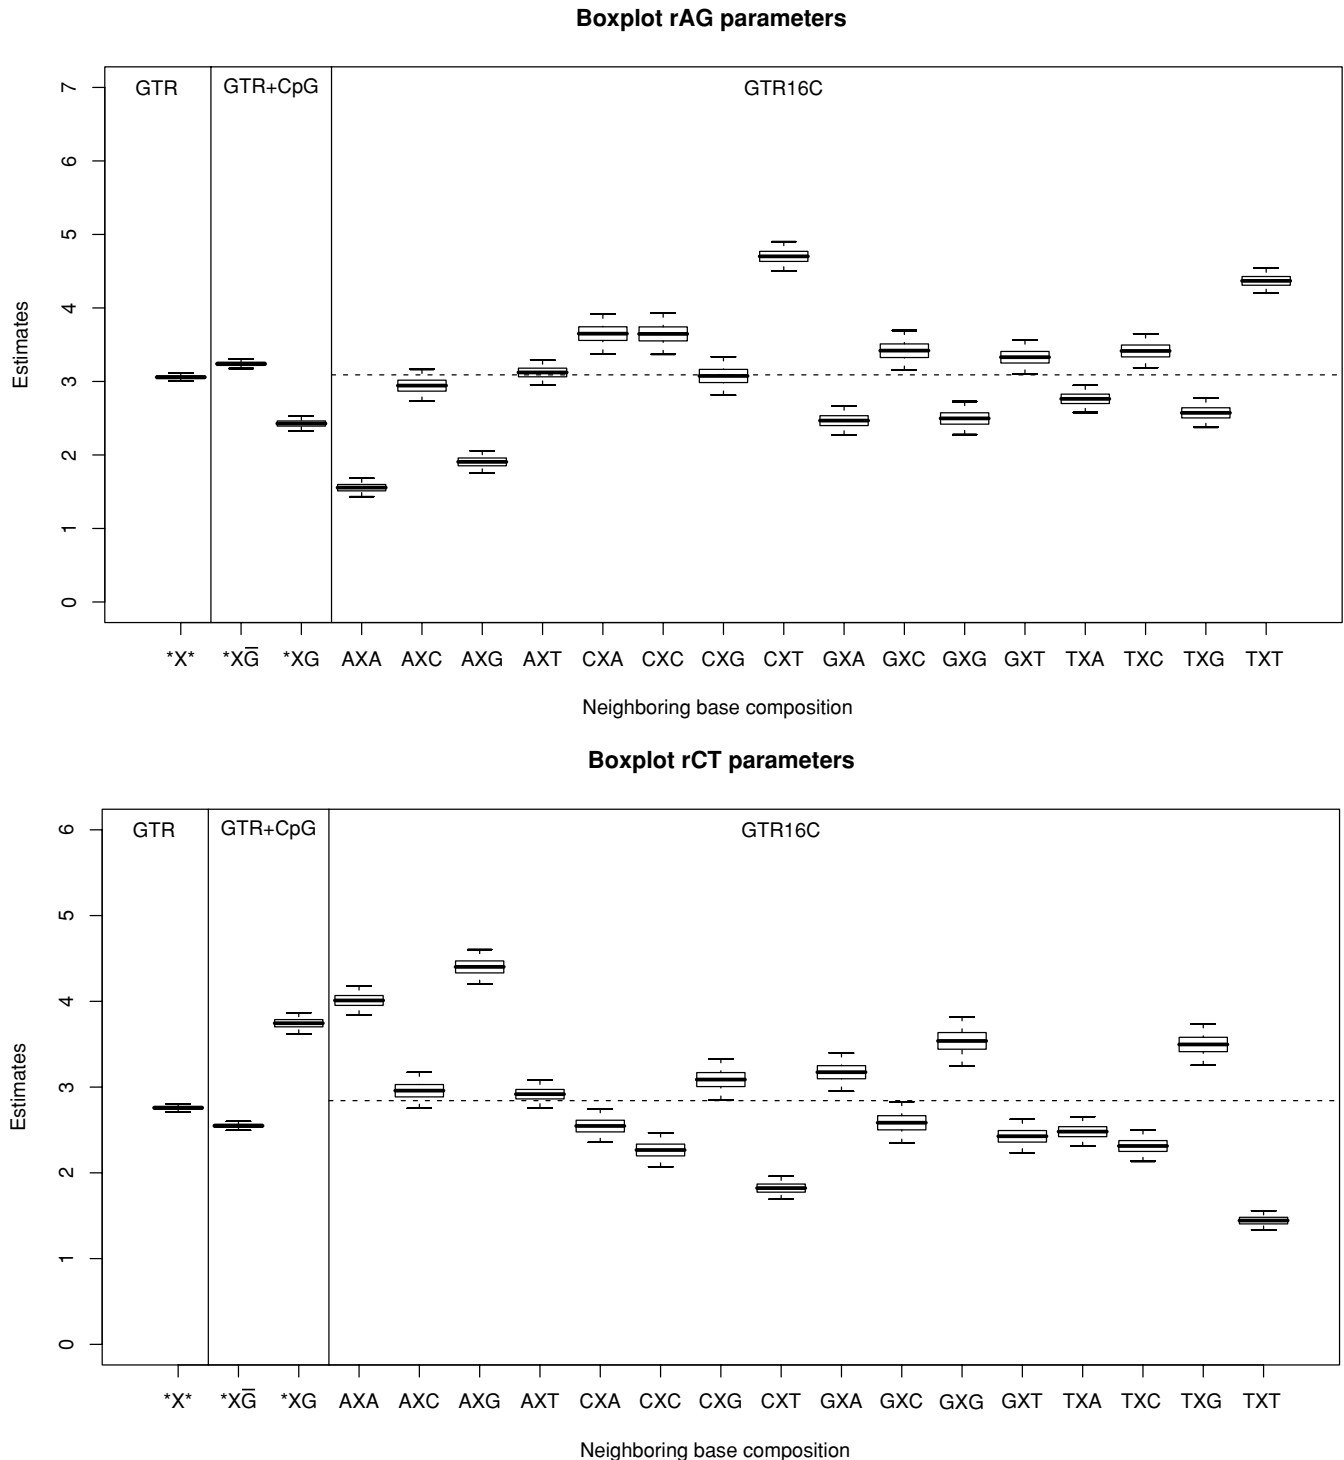 Boxplot rAG parameters
GTR GTR+CpG GTR16C
7
6
5
4
3
2
1
0
Estimates
*X* *XG̅ *XG AXA AXC AXG AXT CXA CXC CXG CXT GXA GXC GXG GXT TXA TXC TXG TXT
Neighboring base composition
Boxplot rCT parameters
GTR GTR+CpG GTR16C
6
5
4
3
2
1
0
Estimates
*X* *XG̅ *XG AXA AXC AXG AXT CXA CXC CXG CXT GXA GXC GXG GXT TXA TXC TXG TXT
Neighboring base composition